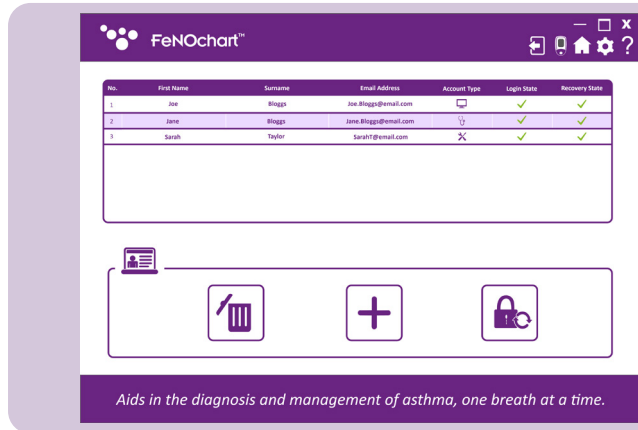 FeNOchart™
No. First Name Surname Email Address Account Type Login State Recovery State
1 Joe Bloggs Joe.Bloggs@email.com
2 Jane Bloggs Jane.Bloggs@email.com
3 Sarah Taylor SarahT@email.com
Aids in the diagnosis and management of asthma, one breath at a time.